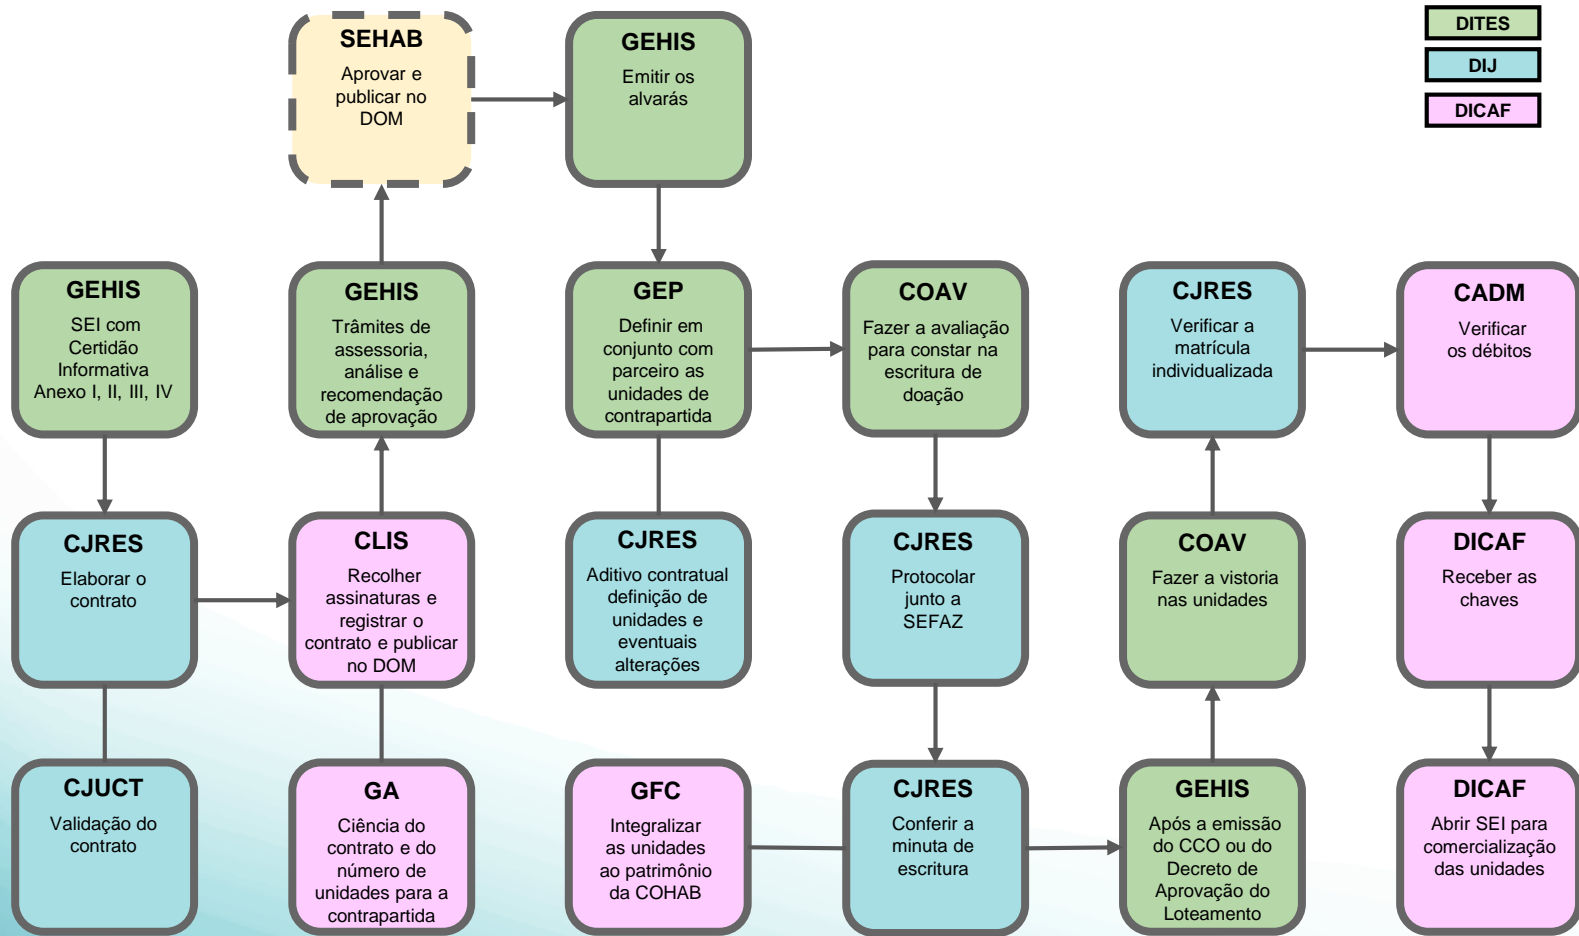 SEHAB
Aprovar e
publicar no
DOM
GEHIS
Emitir os
alvarás
DITES
DIJ
DICAF
GEHIS
SEI com
Certidão
Informativa
Anexo I, II, III, IV
GEHIS
Trâmites de
assessoria,
análise e
recomendação
de aprovação
GEP
Definir em
conjunto com
parceiro as
unidades de
contrapartida
COAV
Fazer a avaliação
para constar na
escritura de
doação
CJRES
Verificar a
matrícula
individualizada
CADM
Verificar
os débitos
CJRES
Elaborar o
contrato
CLIS
Recolher
assinaturas e
registrar o
contrato e publicar
no DOM
CJRES
Aditivo contratual
definição de
unidades e
eventuais
alterações
CJRES
Protocolar
junto a
SEFAZ
COAV
Fazer a vistoria
nas unidades
DICAF
Receber as
chaves
CJUCT
Validação do
contrato
GA
Ciência do
contrato e do
número de
unidades para a
contrapartida
GFC
Integralizar
as unidades
ao patrimônio
da COHAB
CJRES
Conferir a
minuta de
escritura
GEHIS
Após a emissão
do CCO ou do
Decreto de
Aprovação do
Loteamento
DICAF
Abrir SEI para
comercialização
das unidades